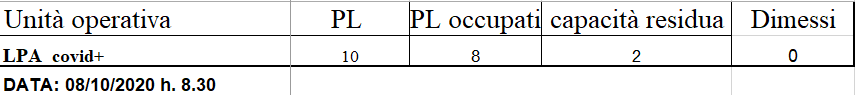 Unità operativa PL PL occupati capacità residua Dimessi
LPA covid+ 10 8 2 0
DATA: 08/10/2020 h. 8.30